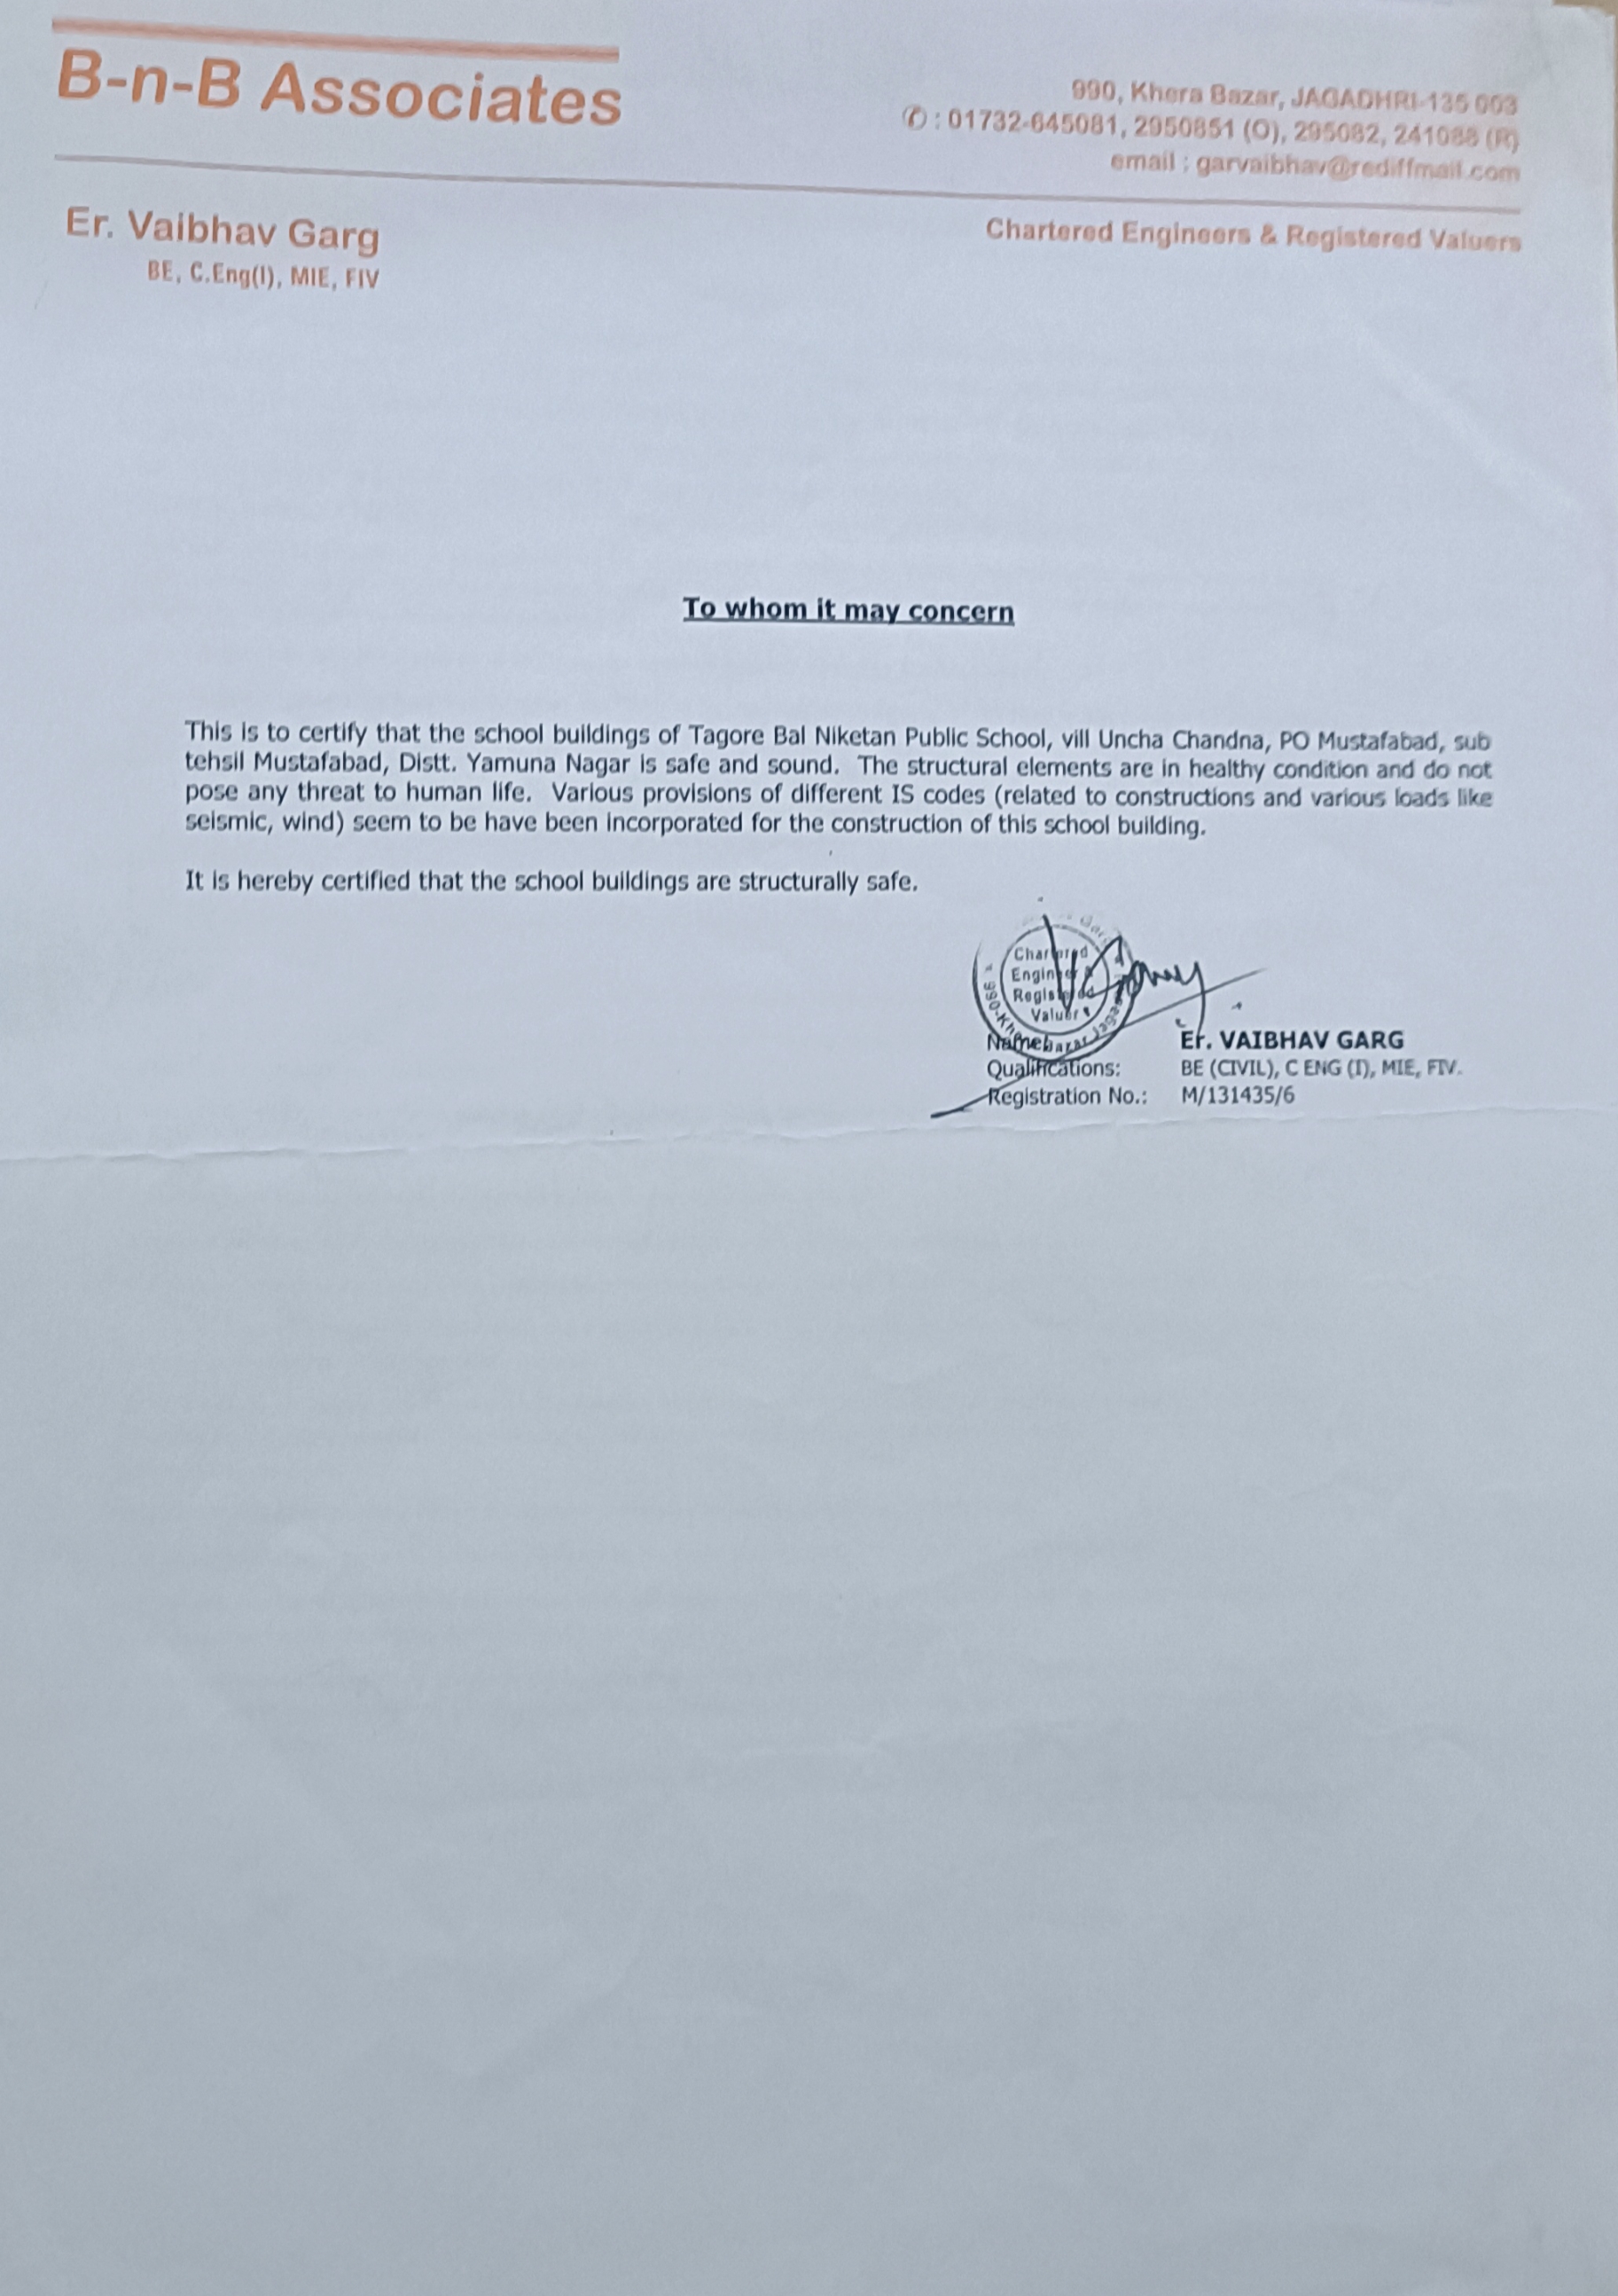 B-n-B Associates
990, Khera Bazar, JAGADHRI-135 003
✆ : 01732-645081, 2950851 (O), 295082, 241088 (R)
email : garvaibhav@rediffmail.com
Er. Vaibhav Garg
BE, C.Eng(I), MIE, FIV
Chartered Engineers & Registered Valuers
To whom it may concern
This is to certify that the school buildings of Tagore Bal Niketan Public School, vill Uncha Chandna, PO Mustafabad, sub
tehsil Mustafabad, Distt. Yamuna Nagar is safe and sound. The structural elements are in healthy condition and do not
pose any threat to human life. Various provisions of different IS codes (related to constructions and various loads like
seismic, wind) seem to be have been incorporated for the construction of this school building.
It is hereby certified that the school buildings are structurally safe.
Chartered
Engineer &
Registered
Valuer
Name: Er. VAIBHAV GARG
Qualifications: BE (CIVIL), C ENG (I), MIE, FIV.
Registration No.: M/131435/6